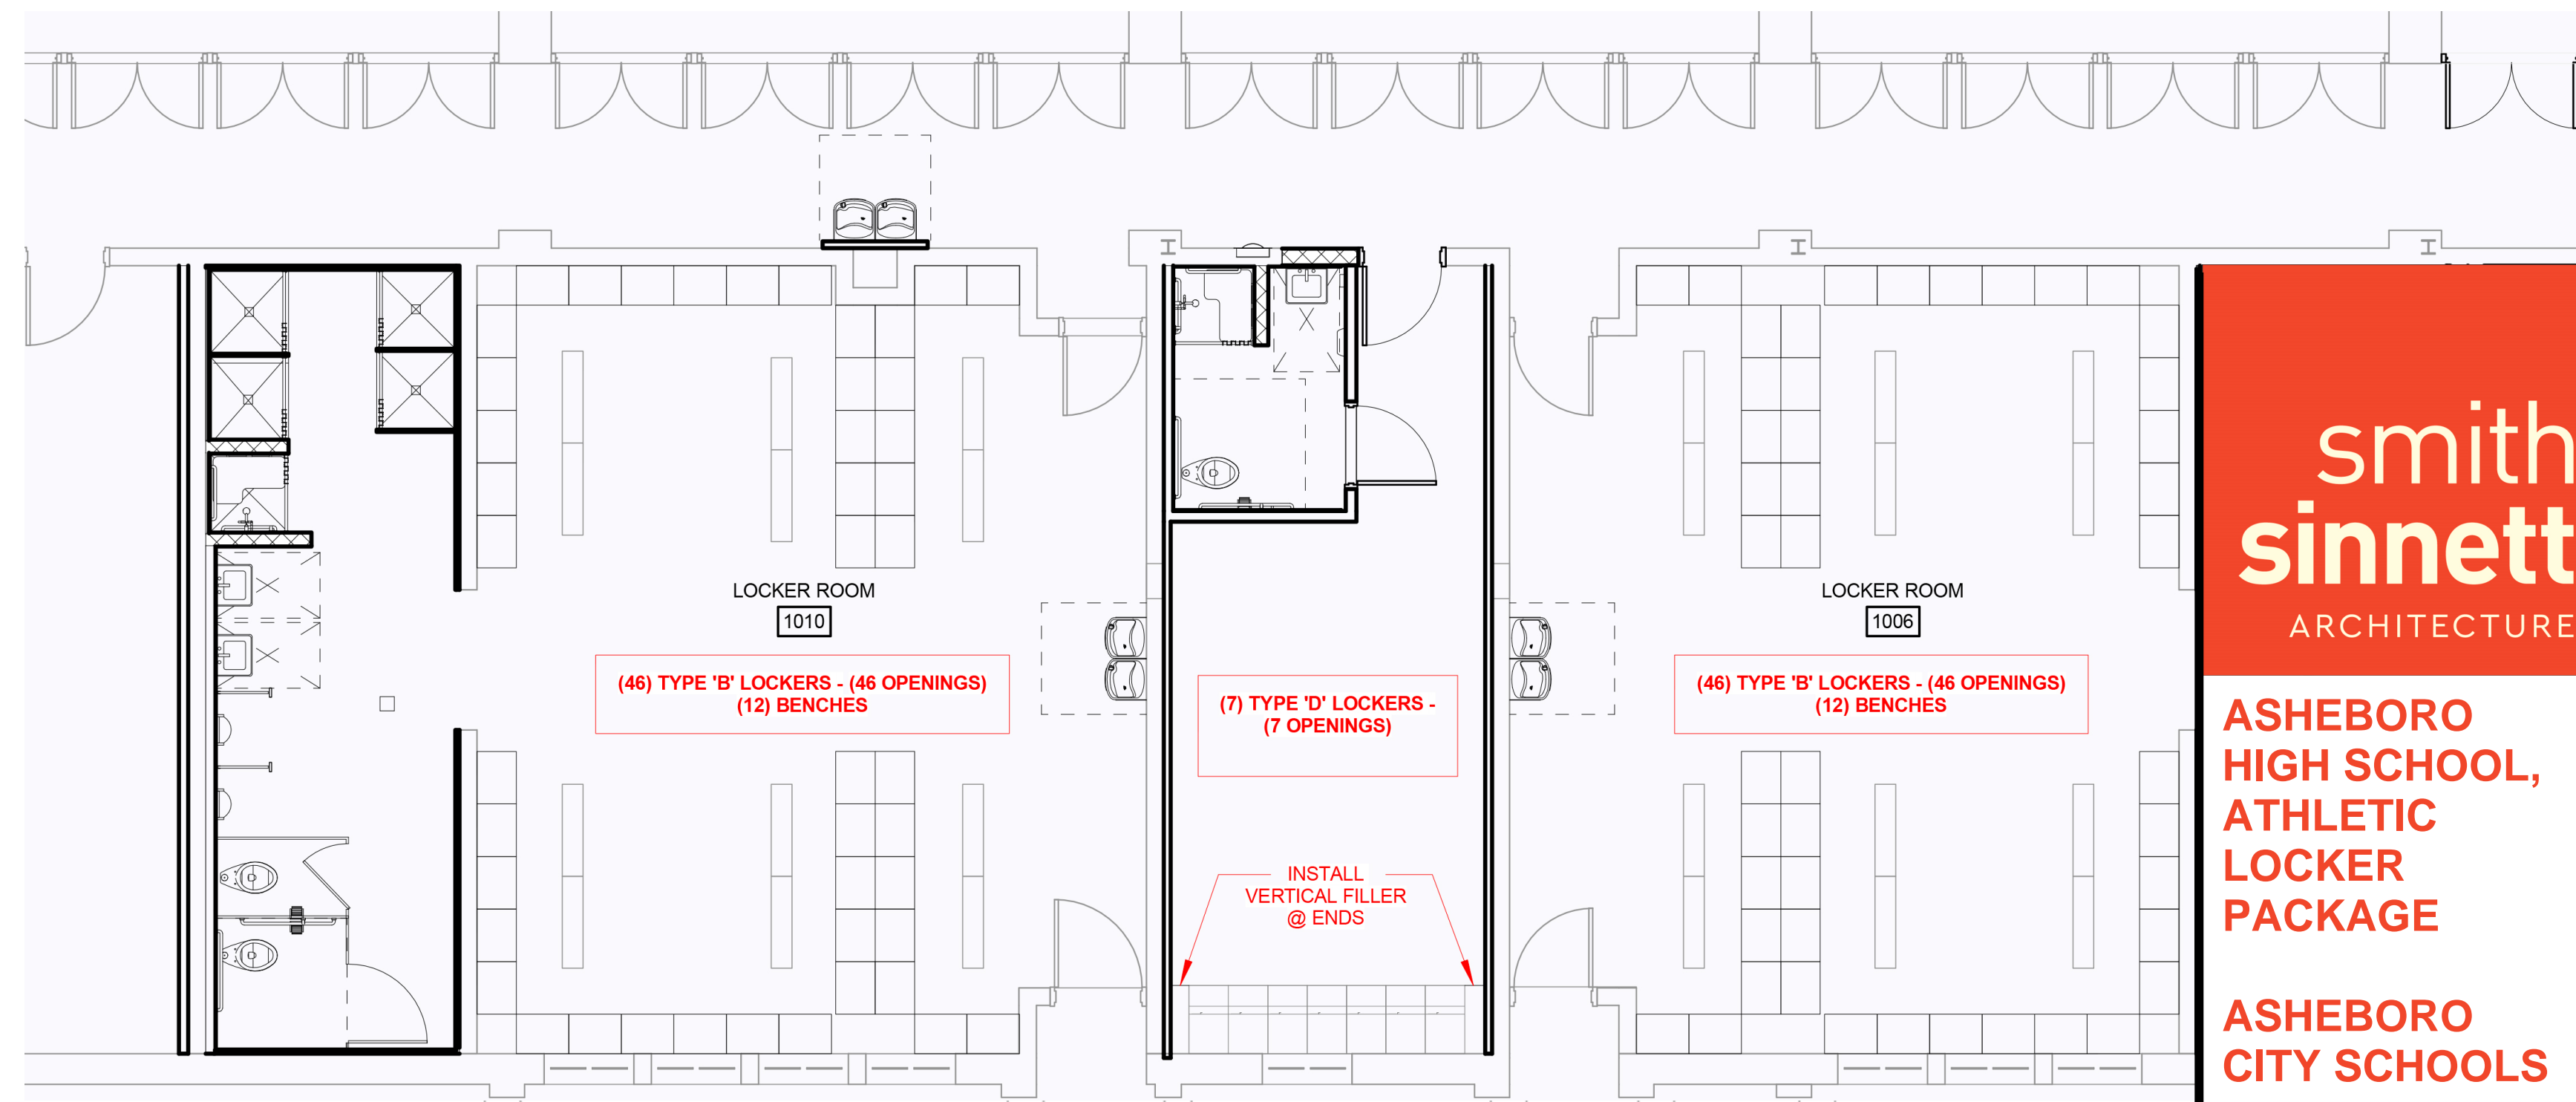 LOCKER ROOM
1010
(46) TYPE 'B' LOCKERS - (46 OPENINGS)
(12) BENCHES
(7) TYPE 'D' LOCKERS -
(7 OPENINGS)
INSTALL
VERTICAL FILLER
@ ENDS
LOCKER ROOM
1006
(46) TYPE 'B' LOCKERS - (46 OPENINGS)
(12) BENCHES
smith
sinnett
ARCHITECTURE
ASHEBORO
HIGH SCHOOL,
ATHLETIC
LOCKER
PACKAGE
ASHEBORO
CITY SCHOOLS